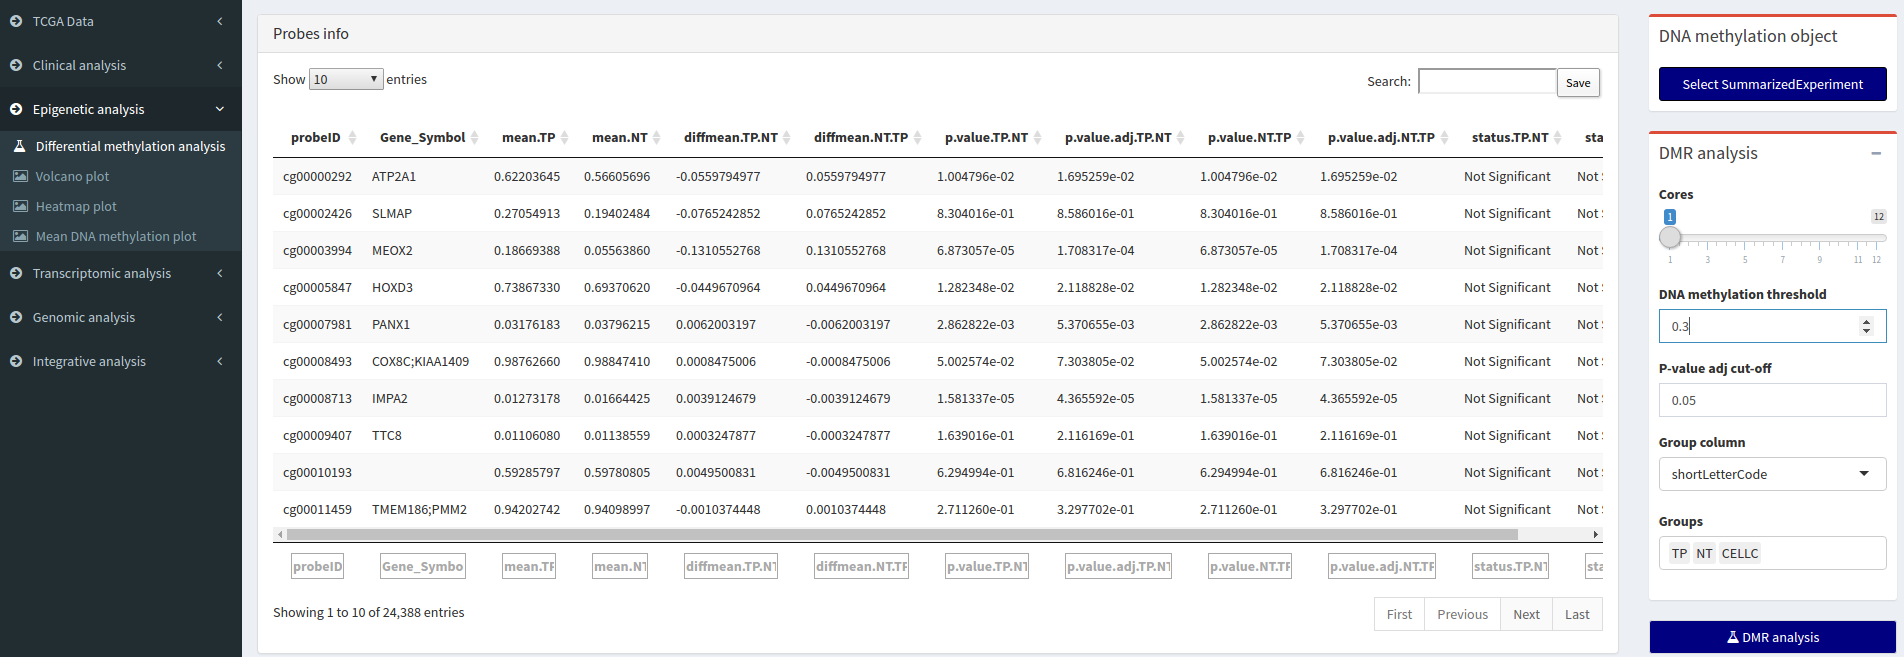 TCGA Data
Clinical analysis
Epigenetic analysis
Differential methylation analysis
Volcano plot
Heatmap plot
Mean DNA methylation plot
Transcriptomic analysis
Genomic analysis
Integrative analysis
Probes info
Show 10 entries
Search: Save
probeID Gene_Symbol mean.TP mean.NT diffmean.TP.NT diffmean.NT.TP p.value.TP.NT p.value.adj.TP.NT p.value.NT.TP p.value.adj.NT.TP status.TP.NT sta
cg00000292 ATP2A1 0.62203645 0.56605696 -0.0559794977 0.0559794977 1.004796e-02 1.695259e-02 1.004796e-02 1.695259e-02 Not Significant Not S
cg00002426 SLMAP 0.27054913 0.19402484 -0.0765242852 0.0765242852 8.304016e-01 8.586016e-01 8.304016e-01 8.586016e-01 Not Significant Not S
cg00003994 MEOX2 0.18669388 0.05563860 -0.1310552768 0.1310552768 6.873057e-05 1.708317e-04 6.873057e-05 1.708317e-04 Not Significant Not S
cg00005847 HOXD3 0.73867330 0.69370620 -0.0449670964 0.0449670964 1.282348e-02 2.118828e-02 1.282348e-02 2.118828e-02 Not Significant Not S
cg00007981 PANX1 0.03176183 0.03796215 0.0062003197 -0.0062003197 2.862822e-03 5.370655e-03 2.862822e-03 5.370655e-03 Not Significant Not S
cg00008493 COX8C;KIAA1409 0.98762660 0.98847410 0.0008475006 -0.0008475006 5.002574e-02 7.303805e-02 5.002574e-02 7.303805e-02 Not Significant Not S
cg00008713 IMPA2 0.01273178 0.01664425 0.0039124679 -0.0039124679 1.581337e-05 4.365592e-05 1.581337e-05 4.365592e-05 Not Significant Not S
cg00009407 TTC8 0.01106080 0.01138559 0.0003247877 -0.0003247877 1.639016e-01 2.116169e-01 1.639016e-01 2.116169e-01 Not Significant Not S
cg00010193 0.59285797 0.59780805 0.0049500831 -0.0049500831 6.294994e-01 6.816246e-01 6.294994e-01 6.816246e-01 Not Significant Not S
cg00011459 TMEM186;PMM2 0.94202742 0.94098997 -0.0010374448 0.0010374448 2.711260e-01 3.297702e-01 2.711260e-01 3.297702e-01 Not Significant Not S
probeID Gene_Symbo mean.TF mean.NT diffmean.TP.NT diffmean.NT.TF p.value.TP.NT p.value.adj.TP.NT p.value.NT.TF p.value.adj.NT.TF status.TP.NT sta
Showing 1 to 10 of 24,388 entries
First Previous Next Last
DNA methylation object
Select SummarizedExperiment
DMR analysis
Cores
1 12
1 3 5 7 9 11 12
DNA methylation threshold
0.3
P-value adj cut-off
0.05
Group column
shortLetterCode
Groups
TP NT CELLC
DMR analysis